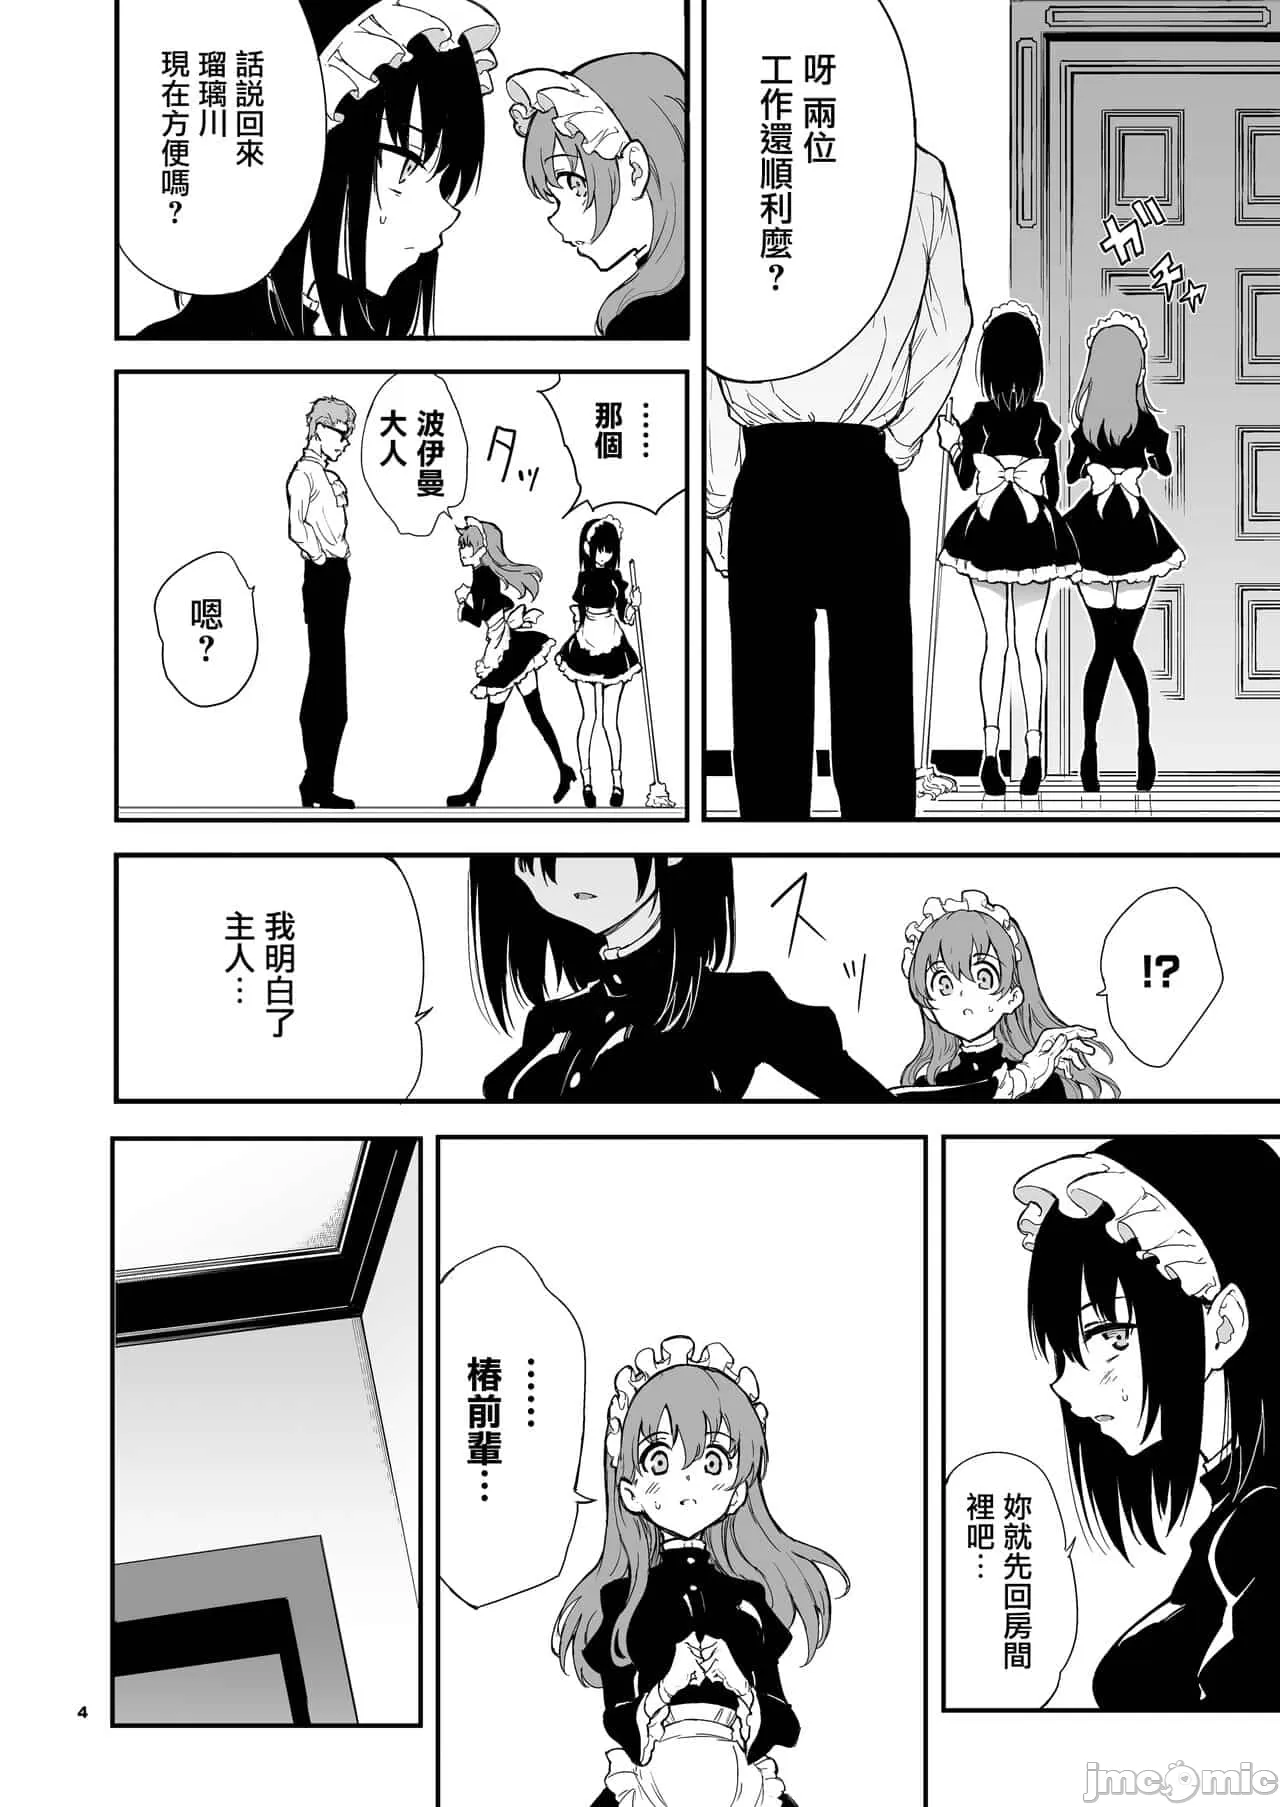 呀 兩位
工作還順利麼？
ガチャ
話說回來
瑠璃川
現在方便嗎？
……
那個
タッ
波伊曼
大人
嗯？
!?
スッ
我明白了
主人…
妳就先回房間
裡吧…
……
椿前輩…
4
jmcomic